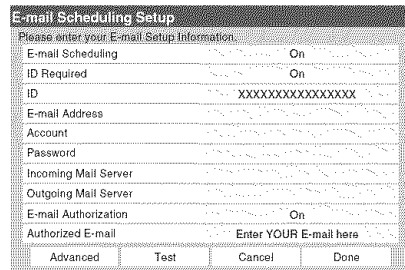 E-mail Scheduling Setup
Please enter your E-mail Setup Information.
E-mail Scheduling On
ID Required On
ID XXXXXXXXXXXXXXXX
E-mail Address
Account
Password
Incoming Mail Server
Outgoing Mail Server
E-mail Authorization On
Authorized E-mail Enter YOUR E-mail here
Advanced Test Cancel Done